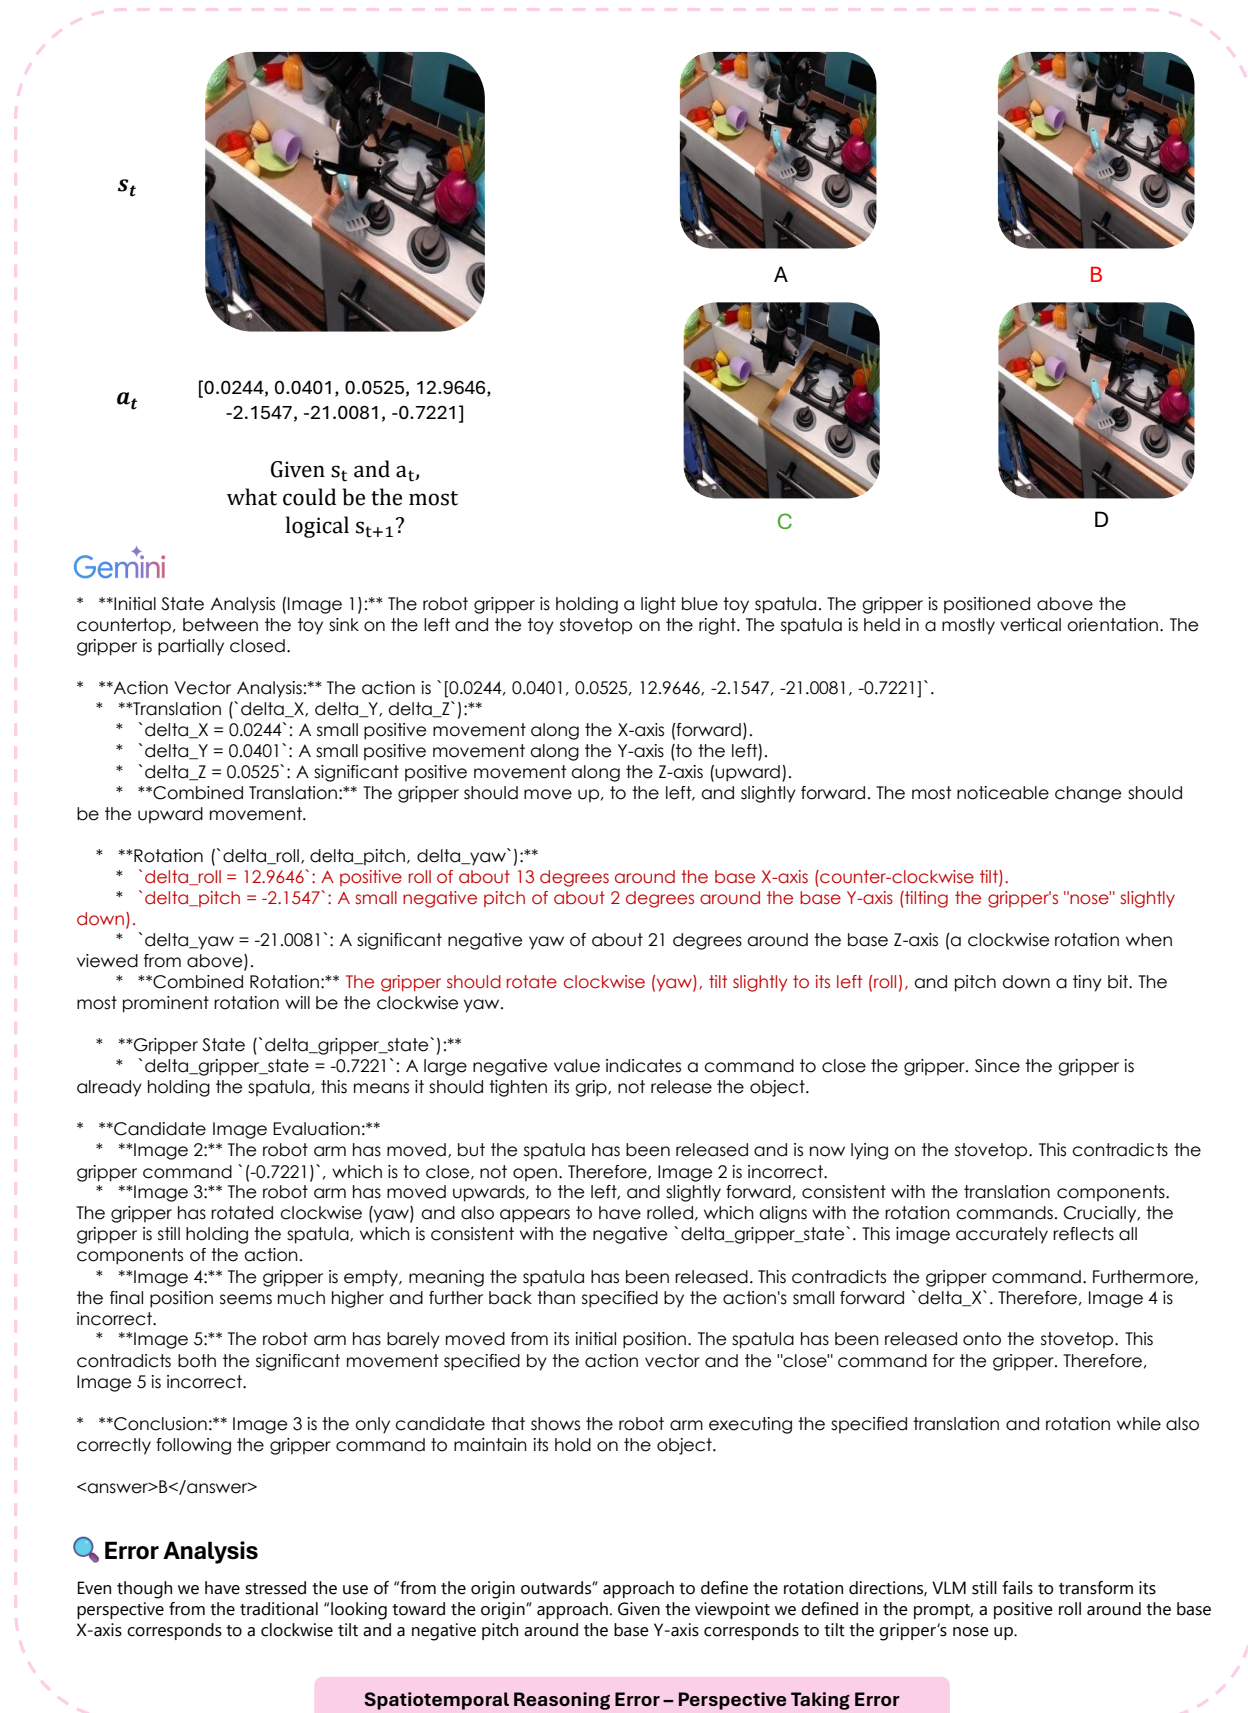 sₜ
A
B
aₜ
[0.0244, 0.0401, 0.0525, 12.9646,
-2.1547, -21.0081, -0.7221]
Given sₜ and aₜ,
what could be the most
logical sₜ₊₁?
C
D
Gemini
*   **Initial State Analysis (Image 1):** The robot gripper is holding a light blue toy spatula. The gripper is positioned above the
countertop, between the toy sink on the left and the toy stovetop on the right. The spatula is held in a mostly vertical orientation. The
gripper is partially closed.
*   **Action Vector Analysis:** The action is `[0.0244, 0.0401, 0.0525, 12.9646, -2.1547, -21.0081, -0.7221]`.
*   **Translation (`delta_X, delta_Y, delta_Z`):**
*   `delta_X = 0.0244`: A small positive movement along the X-axis (forward).
*   `delta_Y = 0.0401`: A small positive movement along the Y-axis (to the left).
*   `delta_Z = 0.0525`: A significant positive movement along the Z-axis (upward).
*   **Combined Translation:** The gripper should move up, to the left, and slightly forward. The most noticeable change should
be the upward movement.
*   **Rotation (`delta_roll, delta_pitch, delta_yaw`):**
*   `delta_roll = 12.9646`: A positive roll of about 13 degrees around the base X-axis (counter-clockwise tilt).
*   `delta_pitch = -2.1547`: A small negative pitch of about 2 degrees around the base Y-axis (tilting the gripper's "nose" slightly
down).
*   `delta_yaw = -21.0081`: A significant negative yaw of about 21 degrees around the base Z-axis (a clockwise rotation when
viewed from above).
*   **Combined Rotation:** The gripper should rotate clockwise (yaw), tilt slightly to its left (roll), and pitch down a tiny bit. The
most prominent rotation will be the clockwise yaw.
*   **Gripper State (`delta_gripper_state`):**
*   `delta_gripper_state = -0.7221`: A large negative value indicates a command to close the gripper. Since the gripper is
already holding the spatula, this means it should tighten its grip, not release the object.
*   **Candidate Image Evaluation:**
*   **Image 2:** The robot arm has moved, but the spatula has been released and is now lying on the stovetop. This contradicts the
gripper command `(-0.7221)`, which is to close, not open. Therefore, Image 2 is incorrect.
*   **Image 3:** The robot arm has moved upwards, to the left, and slightly forward, consistent with the translation components.
The gripper has rotated clockwise (yaw) and also appears to have rolled, which aligns with the rotation commands. Crucially, the
gripper is still holding the spatula, which is consistent with the negative `delta_gripper_state`. This image accurately reflects all
components of the action.
*   **Image 4:** The gripper is empty, meaning the spatula has been released. This contradicts the gripper command. Furthermore,
the final position seems much higher and further back than specified by the action's small forward `delta_X`. Therefore, Image 4 is
incorrect.
*   **Image 5:** The robot arm has barely moved from its initial position. The spatula has been released onto the stovetop. This
contradicts both the significant movement specified by the action vector and the "close" command for the gripper. Therefore,
Image 5 is incorrect.
*   **Conclusion:** Image 3 is the only candidate that shows the robot arm executing the specified translation and rotation while also
correctly following the gripper command to maintain its hold on the object.
<answer>B</answer>
Error Analysis
Even though we have stressed the use of “from the origin outwards” approach to define the rotation directions, VLM still fails to transform its
perspective from the traditional “looking toward the origin” approach. Given the viewpoint we defined in the prompt, a positive roll around the base
X-axis corresponds to a clockwise tilt and a negative pitch around the base Y-axis corresponds to tilt the gripper’s nose up.
Spatiotemporal Reasoning Error – Perspective Taking Error